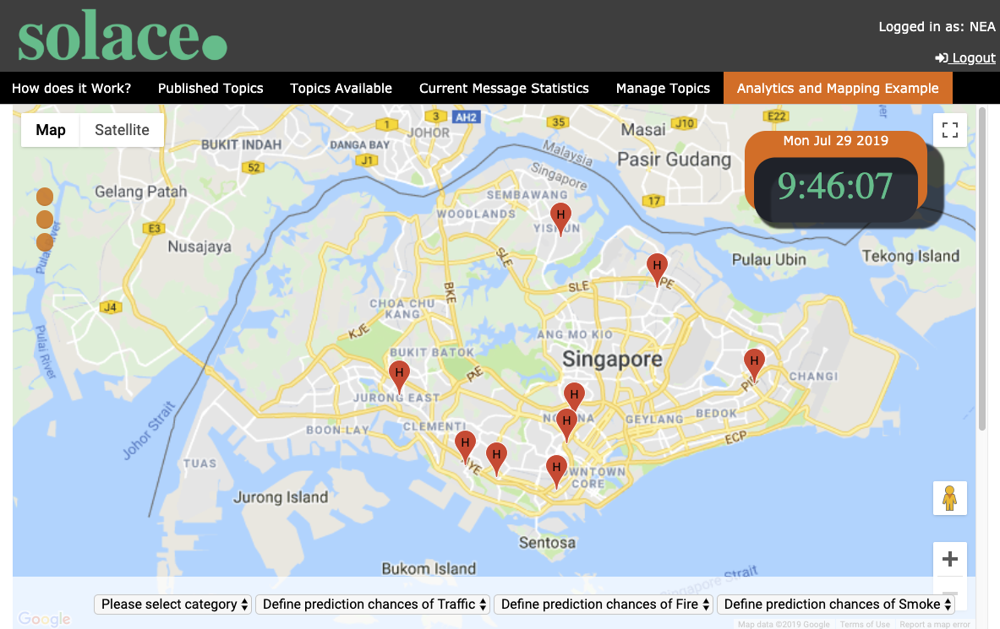 solace.
Logged in as: NEA
Logout
How does it Work? Published Topics Topics Available Current Message Statistics Manage Topics Analytics and Mapping Example
Map Satellite
Mon Jul 29 2019
9:46:07
3 AH2
1 35 J10 E22
JOHOR Masai
BUKIT INDAH DANGA BAY Malaysia
J1 Pasir Gudang
52 Singapore
Gelang Patah SEMBAWANG 17
WOODLANDS
E3 YISHUN
Nusajaya
Pulau Ubin Tekong Island
SLE
H
H
BKE SLE PE
J4 CHOA CHU KANG
KJE ANG MO KIO
Pulai River
BUKIT BATOK Singapore
H
PIE
H
CHANGI
JURONG EAST
H
H
Johor Strait
BOON LAY CLEMENTI GEYLANG BEDOK
ECP
H
H
H
TUAS DOWNTOWN CORE
Jurong Island
Sentosa
Bukom Island
Singapore Strait
Please select category Define prediction chances of Traffic Define prediction chances of Fire Define prediction chances of Smoke
Google
Map data ©2019 Google Terms of Use Report a map error